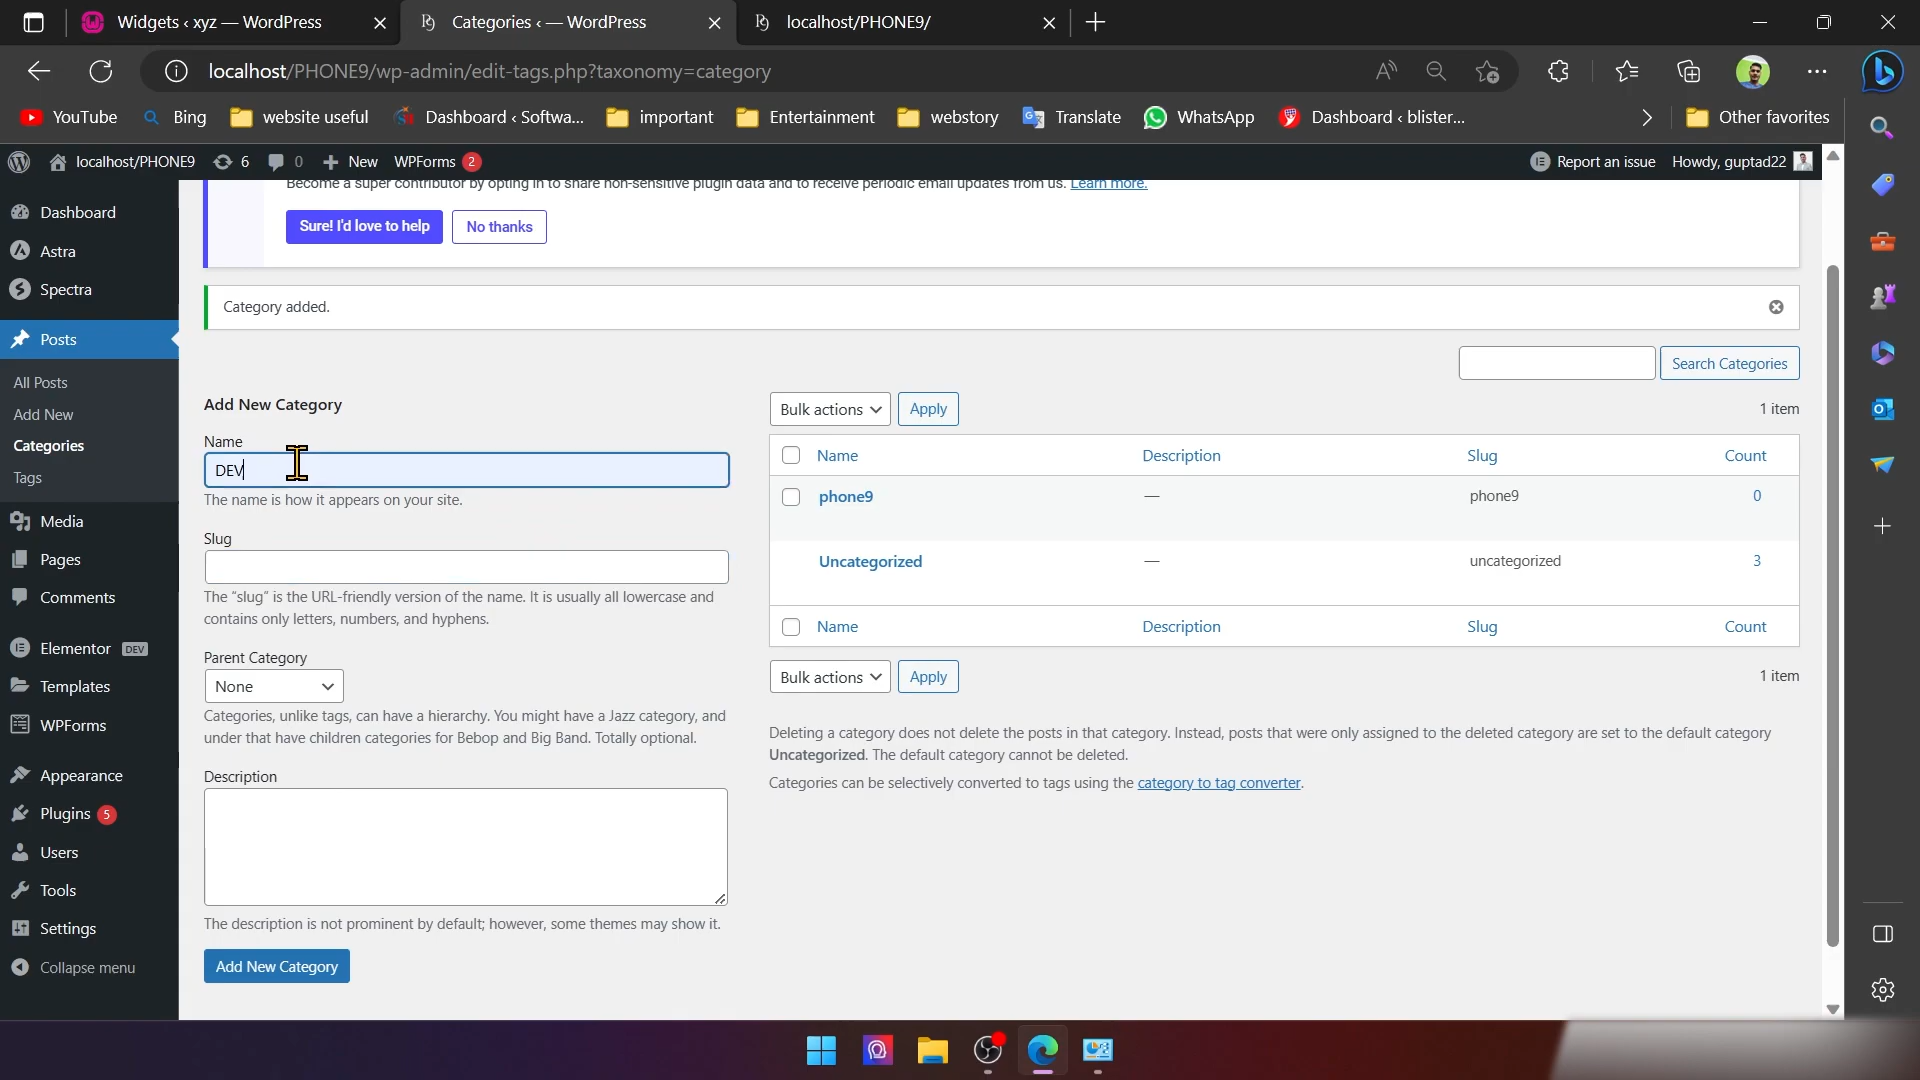 Widgets ‹ xyz — WordPress
Categories ‹ — WordPress
localhost/PHONE9/
localhost/PHONE9/wp-admin/edit-tags.php?taxonomy=category
YouTube
Bing
website useful
Dashboard ‹ Softwa...
important
Entertainment
webstory
Translate
WhatsApp
Dashboard ‹ blister...
Other favorites
localhost/PHONE9
6
0
New
WPForms 2
Report an issue
Howdy, guptad22
Dashboard
Astra
Spectra
Posts
All Posts
Add New
Categories
Tags
Media
Pages
Comments
Elementor DEV
Templates
WPForms
Appearance
Plugins 5
Users
Tools
Settings
Collapse menu
Become a super contributor by opting in to share non-sensitive plugin data and to receive periodic email updates from us. Learn more.
Sure! I'd love to help
No thanks
Category added.
Search Categories
Add New Category
Name
DEV
The name is how it appears on your site.
Slug
The “slug” is the URL-friendly version of the name. It is usually all lowercase and
contains only letters, numbers, and hyphens.
Parent Category
None
Categories, unlike tags, can have a hierarchy. You might have a Jazz category, and
under that have children categories for Bebop and Big Band. Totally optional.
Description
The description is not prominent by default; however, some themes may show it.
Add New Category
Bulk actions
Apply
1 item
Name Description Slug Count
phone9 — phone9 0
Uncategorized — uncategorized 3
Name Description Slug Count
Bulk actions
Apply
1 item
Deleting a category does not delete the posts in that category. Instead, posts that were only assigned to the deleted category are set to the default category
Uncategorized. The default category cannot be deleted.
Categories can be selectively converted to tags using the category to tag converter.